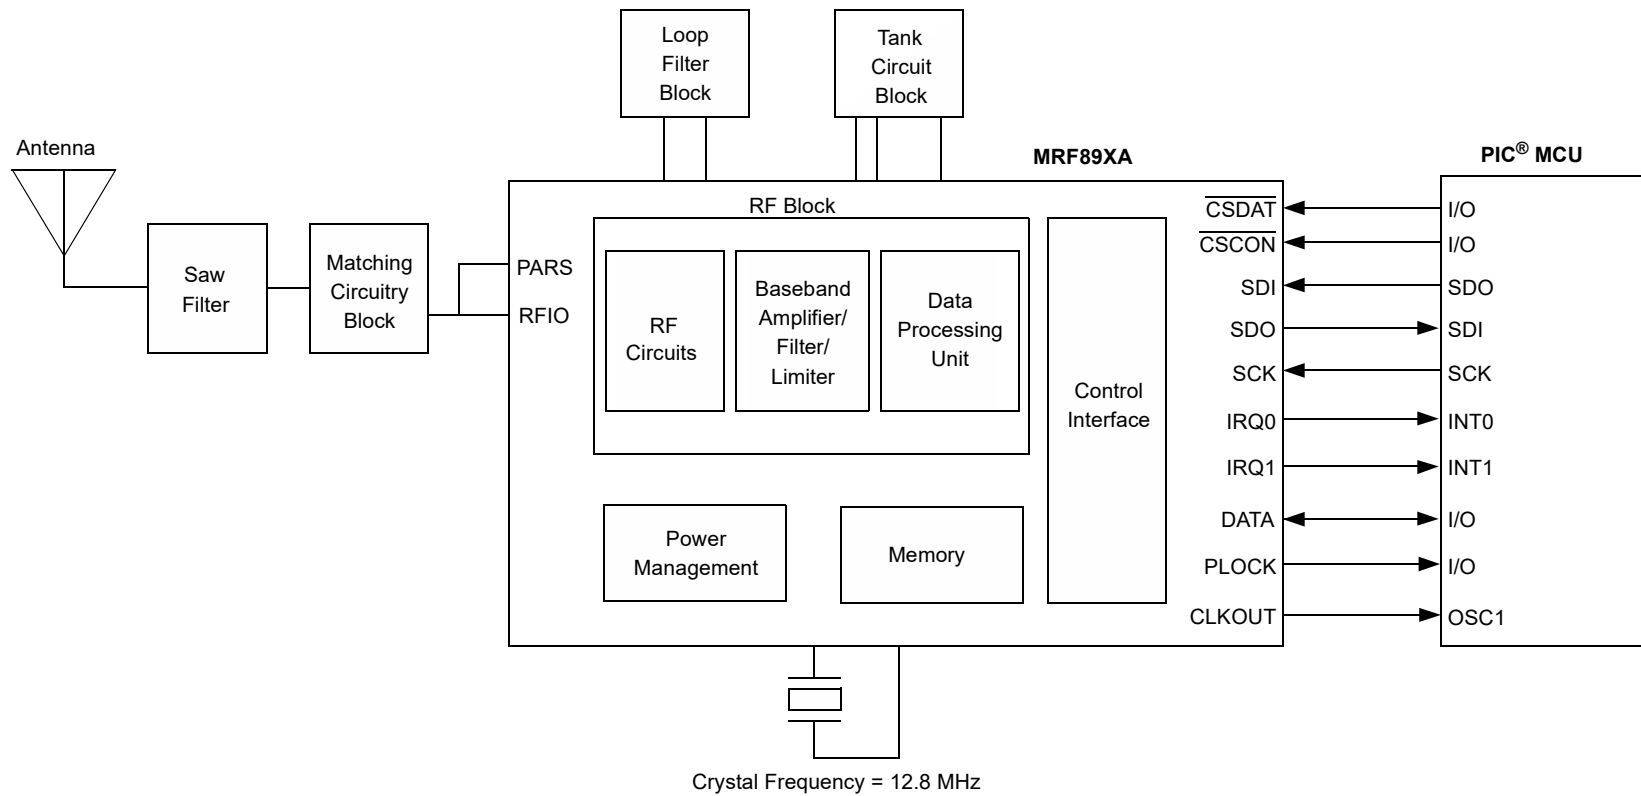 Loop
Filter
Block
Tank
Circuit
Block
Antenna
MRF89XA
PIC® MCU
Saw
Filter
Matching
Circuitry
Block
PARS
RFIO
RF Block
RF
Circuits
Baseband
Amplifier/
Filter/
Limiter
Data
Processing
Unit
Control
Interface
Power
Management
Memory
CSDAT
I/O
CSCON
I/O
SDI
SDO
SDO
SDI
SCK
SCK
IRQ0
INT0
IRQ1
INT1
DATA
I/O
PLOCK
I/O
CLKOUT
OSC1
Crystal Frequency = 12.8 MHz